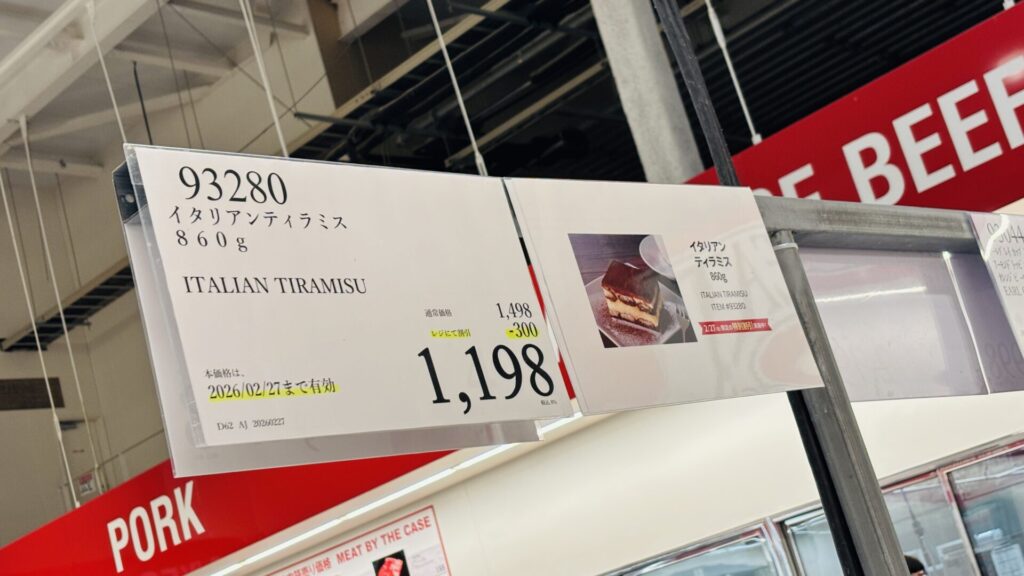 93280
イタリアンティラミス
860g
ITALIAN TIRAMISU
通常価格 1,498
レジにて割引 -300
1,198
本価格は、
2026/02/27まで有効
D62 AJ 20260227
イタリアン
ティラミス
860g
ITALIAN TIRAMISU
ITEM #93280
BEEF
PORK
MEAT BY THE CASE